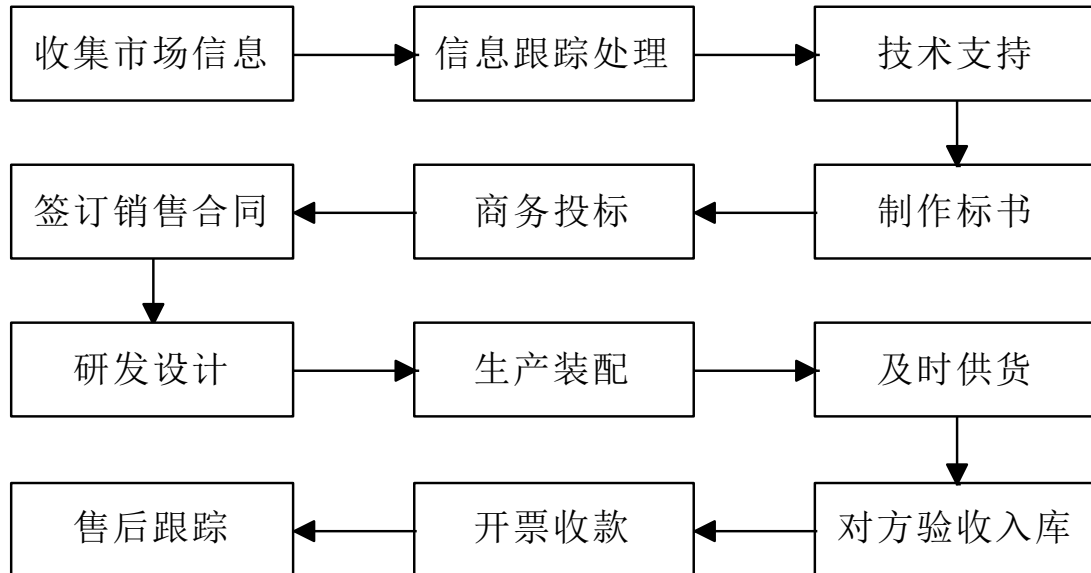 收集市场信息
信息跟踪处理
技术支持
签订销售合同
商务投标
制作标书
研发设计
生产装配
及时供货
售后跟踪
开票收款
对方验收入库